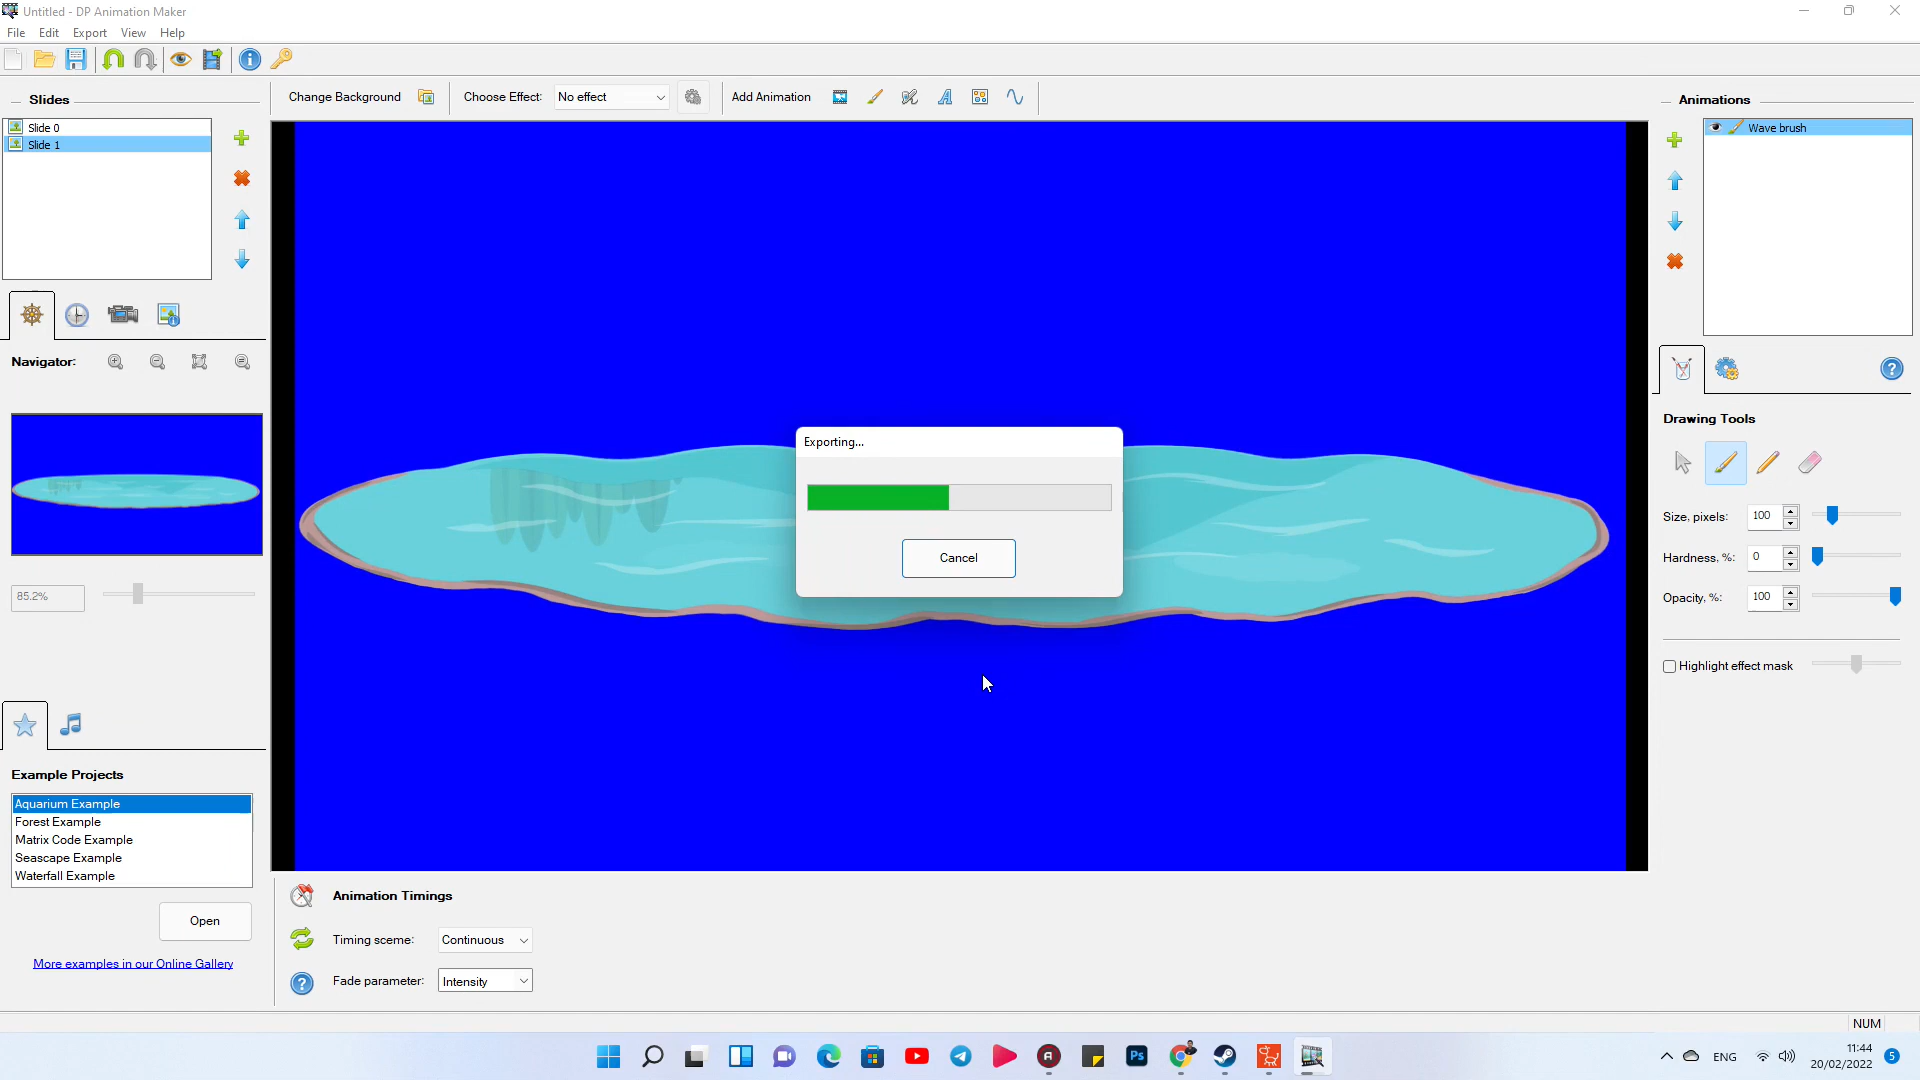 Untitled - DP Animation Maker
File Edit Export View Help
Slides
Change Background Choose Effect: No effect Add Animation
Animations
Slide 0
Slide 1
Wave brush
Navigator:
Drawing Tools
Exporting...
Size, pixels: 100
Cancel
Hardness, %: 0
85.2%
Opacity, %: 100
Highlight effect mask
Example Projects
Aquarium Example
Forest Example
Matrix Code Example
Seascape Example
Waterfall Example
Animation Timings
Open
Timing sceme: Continuous
More examples in our Online Gallery
Fade parameter: Intensity
NUM
A
Ps
ENG
11:44
20/02/2022
5